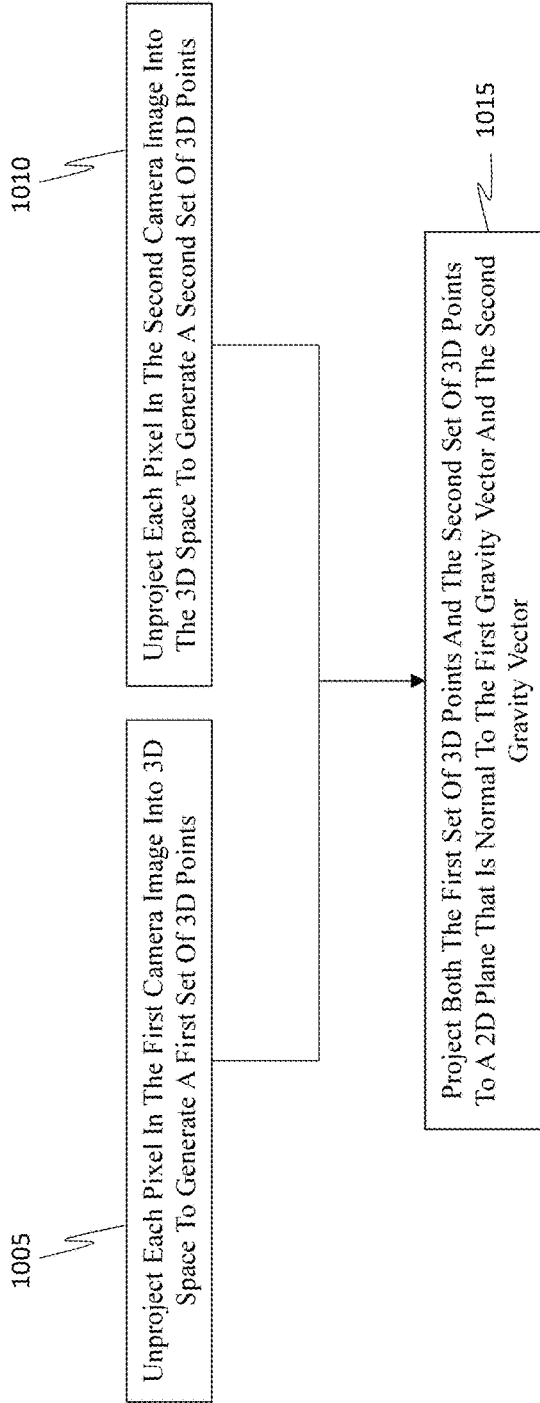 1005
Unproject Each Pixel In The First Camera Image Into 3D
Space To Generate A First Set Of 3D Points
1010
Unproject Each Pixel In The Second Camera Image Into
The 3D Space To Generate A Second Set Of 3D Points
1015
Project Both The First Set Of 3D Points And The Second Set Of 3D Points
To A 2D Plane That Is Normal To The First Gravity Vector And The Second
Gravity Vector